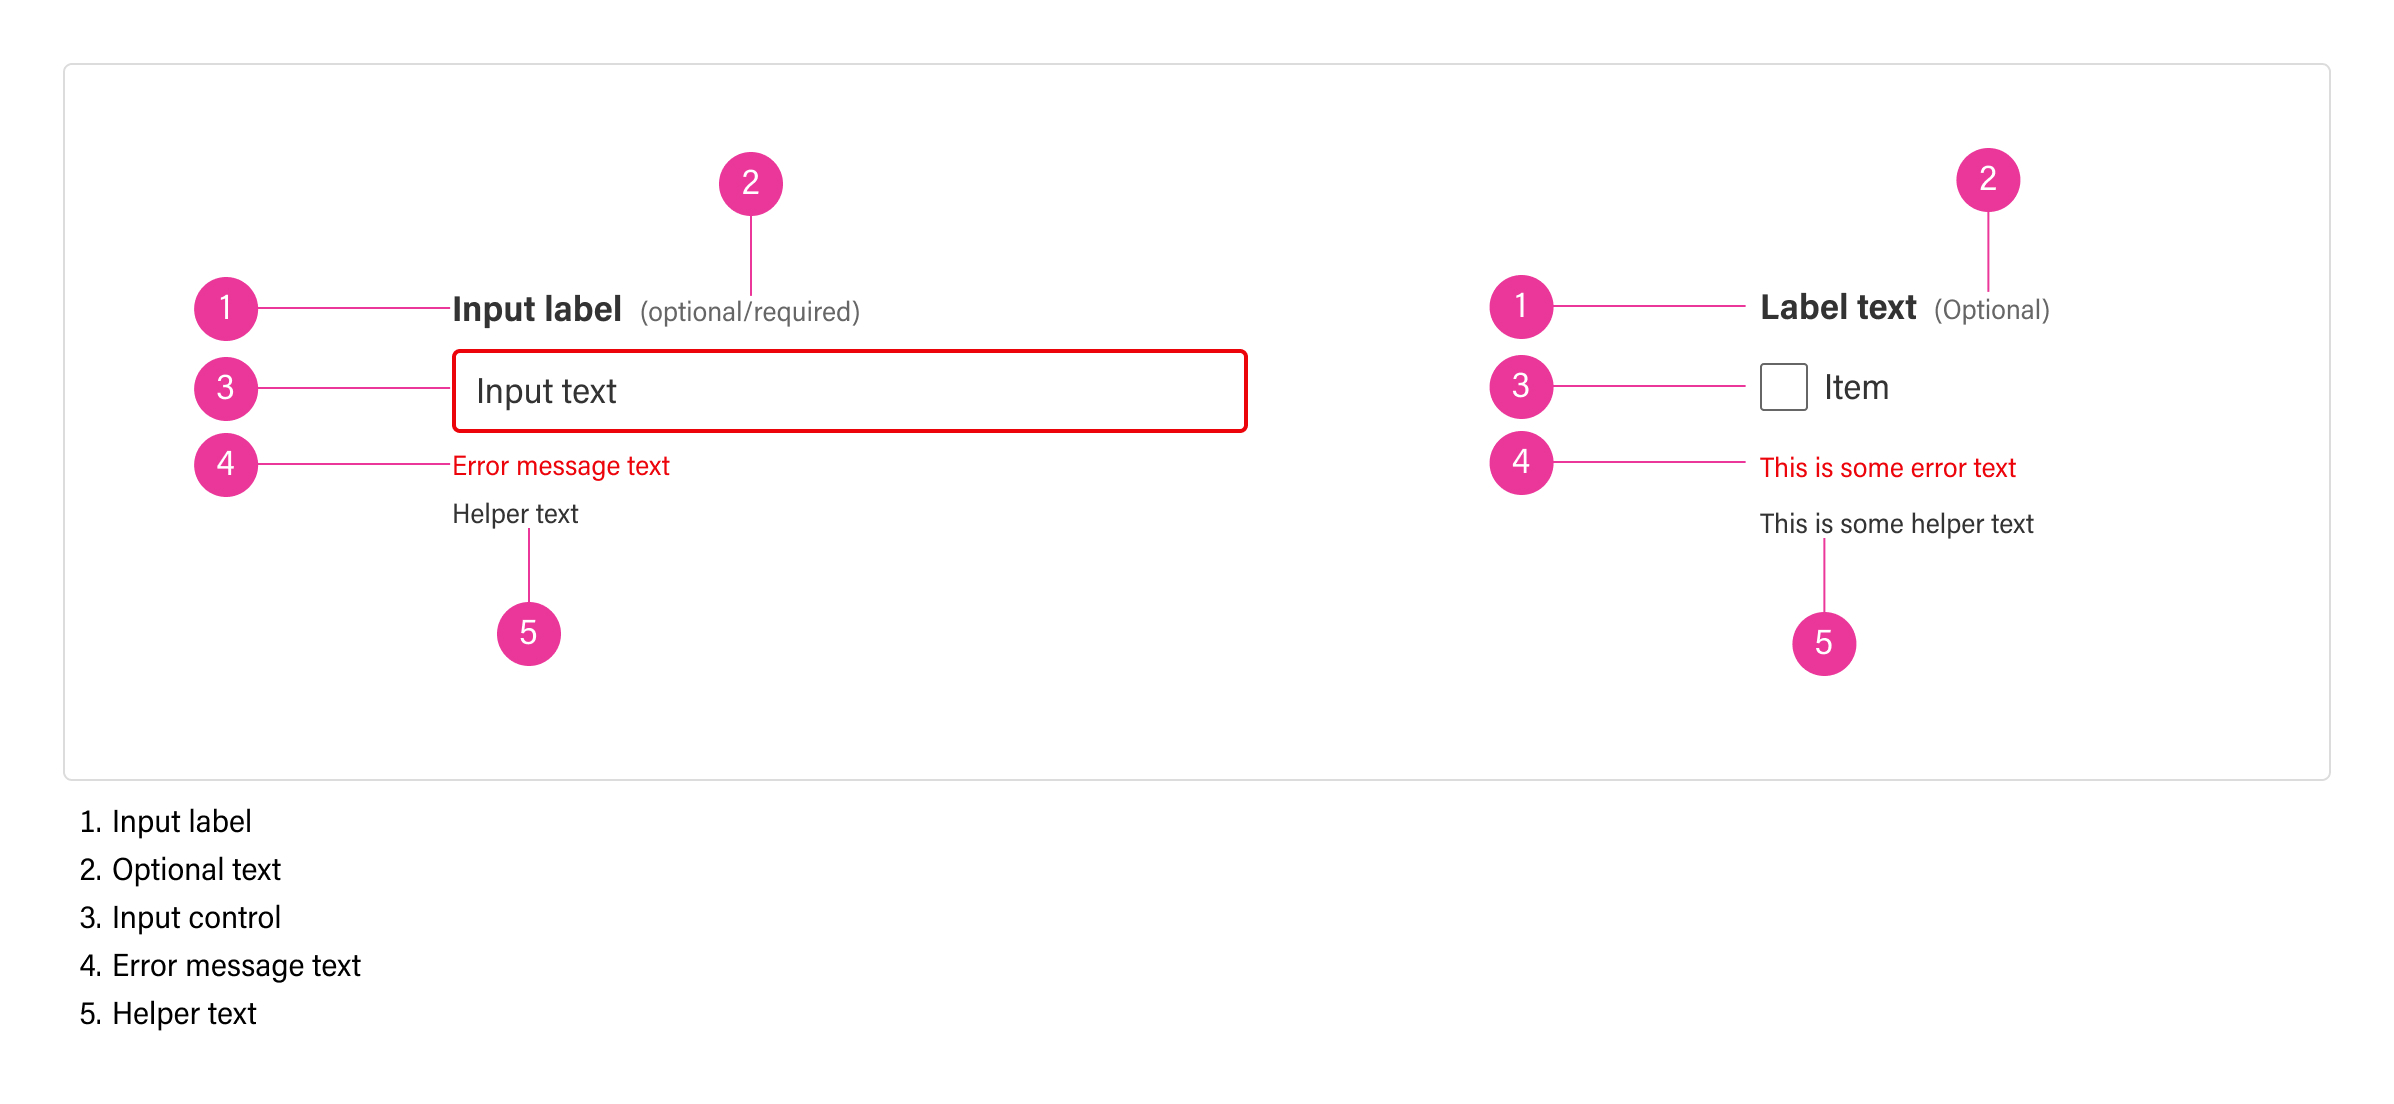 2
1
Input label (optional/required)
3
Input text
4
Error message text
Helper text
5
2
1
Label text (Optional)
3
Item
4
This is some error text
This is some helper text
5
1. Input label
2. Optional text
3. Input control
4. Error message text
5. Helper text